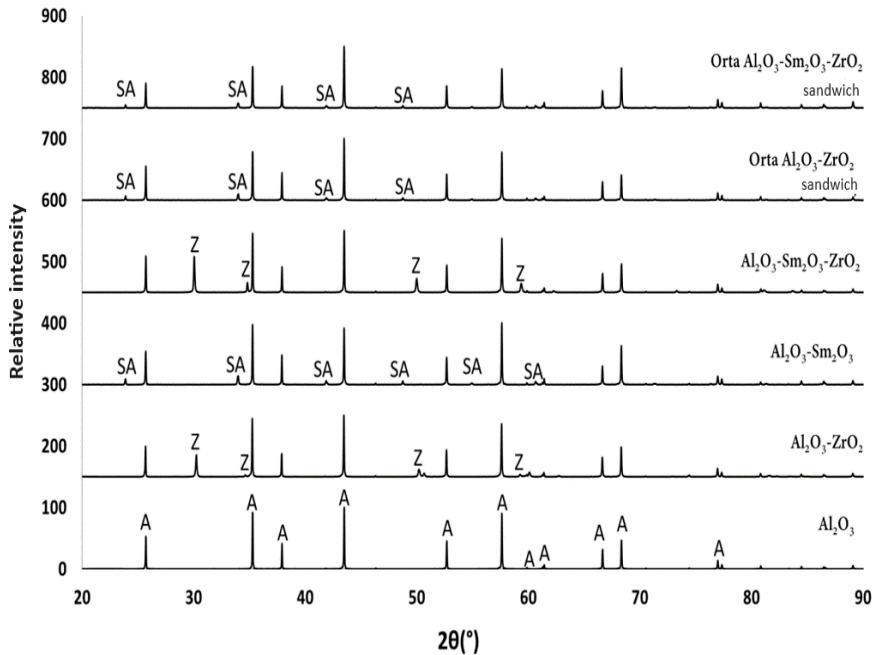 900
800
700
600
500
400
300
200
100
0
Relative intensity
SA SA SA SA
Orta Al₂O₃-Sm₂O₃-ZrO₂
sandwich
SA SA SA SA
Orta Al₂O₃-ZrO₂
sandwich
Z Z Z Z
Al₂O₃-Sm₂O₃-ZrO₂
SA SA SA SA SA SA
Al₂O₃-Sm₂O₃
Z Z Z Z
Al₂O₃-ZrO₂
A A A A A A A A A A A
Al₂O₃
20 30 40 50 60 70 80 90
2θ(°)